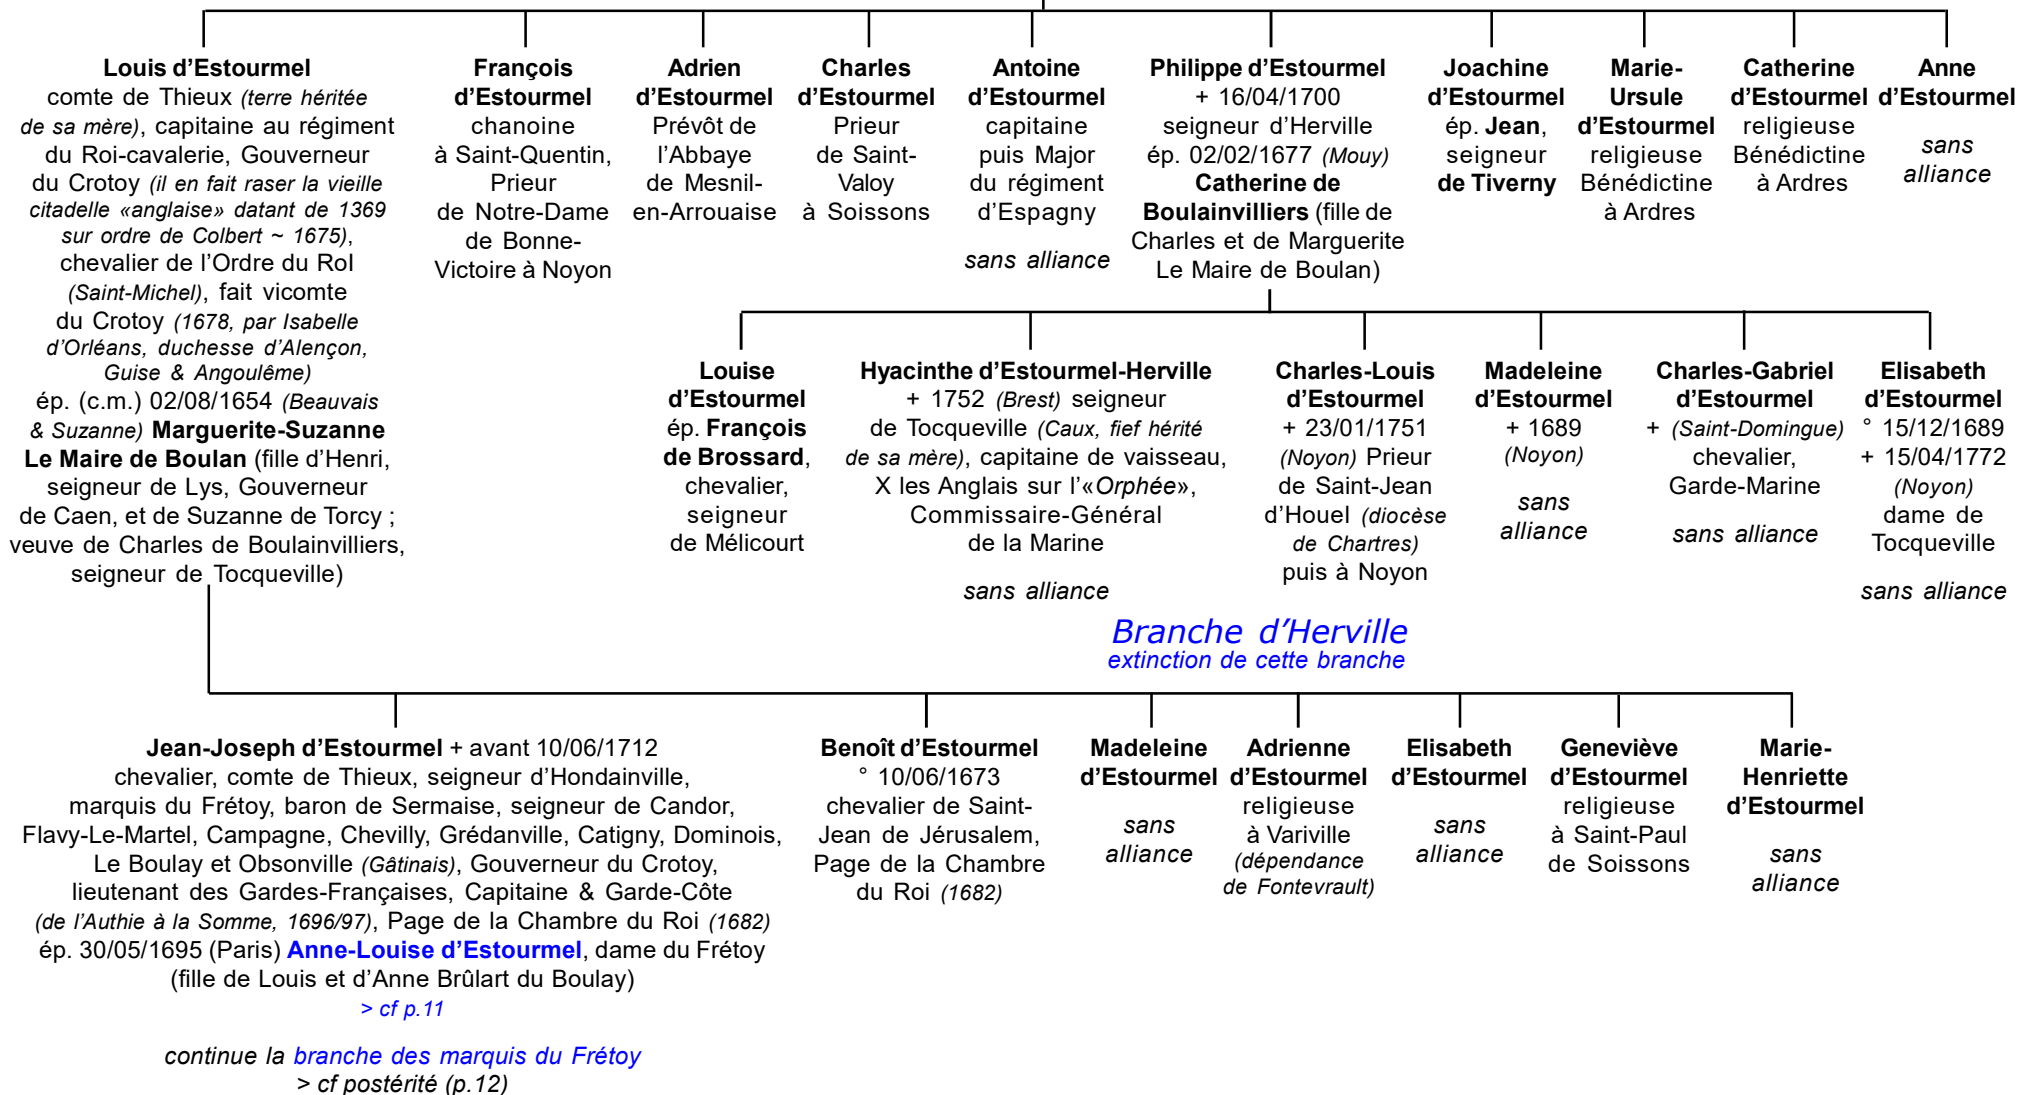 Louis d'Estourmel
comte de Thieux (terre héritée
de sa mère), capitaine au régiment
du Roi-cavalerie, Gouverneur
du Crotoy (il en fait raser la vieille
citadelle «anglaise» datant de 1369
sur ordre de Colbert ~ 1675),
chevalier de l'Ordre du RoI
(Saint-Michel), fait vicomte
du Crotoy (1678, par Isabelle
d'Orléans, duchesse d'Alençon,
Guise & Angoulême)
ép. (c.m.) 02/08/1654 (Beauvais
& Suzanne) Marguerite-Suzanne
Le Maire de Boulan (fille d'Henri,
seigneur de Lys, Gouverneur
de Caen, et de Suzanne de Torcy ;
veuve de Charles de Boulainvilliers,
seigneur de Tocqueville)
François
d'Estourmel
chanoine
à Saint-Quentin,
Prieur
de Notre-Dame
de Bonne-
Victoire à Noyon
Adrien
d'Estourmel
Prévôt de
l'Abbaye
de Mesnil-
en-Arrouaise
Charles
d'Estourmel
Prieur
de Saint-
Valoy
à Soissons
Antoine
d'Estourmel
capitaine
puis Major
du régiment
d'Espagny
sans alliance
Philippe d'Estourmel
+ 16/04/1700
seigneur d'Herville
ép. 02/02/1677 (Mouy)
Catherine de
Boulainvilliers (fille de
Charles et de Marguerite
Le Maire de Boulan)
Joachine
d'Estourmel
ép. Jean,
seigneur
de Tiverny
Marie-
Ursule
d'Estourmel
religieuse
Bénédictine
à Ardres
Catherine
d'Estourmel
religieuse
Bénédictine
à Ardres
Anne
d'Estourmel
sans
alliance
Louise
d'Estourmel
ép. François
de Brossard,
chevalier,
seigneur
de Mélicourt
Hyacinthe d'Estourmel-Herville
+ 1752 (Brest) seigneur
de Tocqueville (Caux, fief hérité
de sa mère), capitaine de vaisseau,
X les Anglais sur l'«Orphée»,
Commissaire-Général
de la Marine
sans alliance
Charles-Louis
d'Estourmel
+ 23/01/1751
(Noyon) Prieur
de Saint-Jean
d'Houel (diocèse
de Chartres)
puis à Noyon
Madeleine
d'Estourmel
+ 1689
(Noyon)
sans
alliance
Charles-Gabriel
d'Estourmel
+ (Saint-Domingue)
chevalier,
Garde-Marine
sans alliance
Elisabeth
d'Estourmel
° 15/12/1689
+ 15/04/1772
(Noyon)
dame de
Tocqueville
sans alliance
Branche d'Herville
extinction de cette branche
Jean-Joseph d'Estourmel + avant 10/06/1712
chevalier, comte de Thieux, seigneur d'Hondainville,
marquis du Frétoy, baron de Sermaise, seigneur de Candor,
Flavy-Le-Martel, Campagne, Chevilly, Grédanville, Catigny, Dominois,
Le Boulay et Obsonville (Gâtinais), Gouverneur du Crotoy,
lieutenant des Gardes-Françaises, Capitaine & Garde-Côte
(de l'Authie à la Somme, 1696/97), Page de la Chambre du Roi (1682)
ép. 30/05/1695 (Paris) Anne-Louise d'Estourmel, dame du Frétoy
(fille de Louis et d'Anne Brûlart du Boulay)
> cf p.11
continue la branche des marquis du Frétoy
> cf postérité (p.12)
Benoît d'Estourmel
° 10/06/1673
chevalier de Saint-
Jean de Jérusalem,
Page de la Chambre
du Roi (1682)
Madeleine
d'Estourmel
sans
alliance
Adrienne
d'Estourmel
religieuse
à Variville
(dépendance
de Fontevrault)
Elisabeth
d'Estourmel
sans
alliance
Geneviève
d'Estourmel
religieuse
à Saint-Paul
de Soissons
Marie-
Henriette
d'Estourmel
sans
alliance